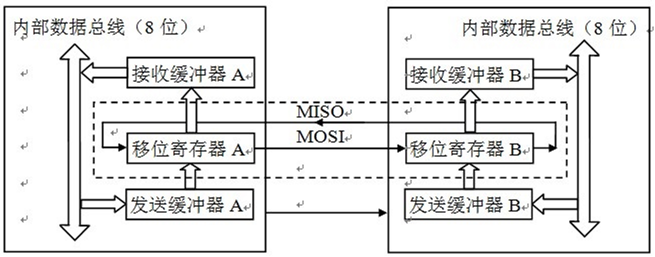 内部数据总线（8 位）
内部数据总线（8 位）
接收缓冲器 A
接收缓冲器 B
MISO
移位寄存器 A
MOSI
移位寄存器 B
发送缓冲器 A
发送缓冲器 B